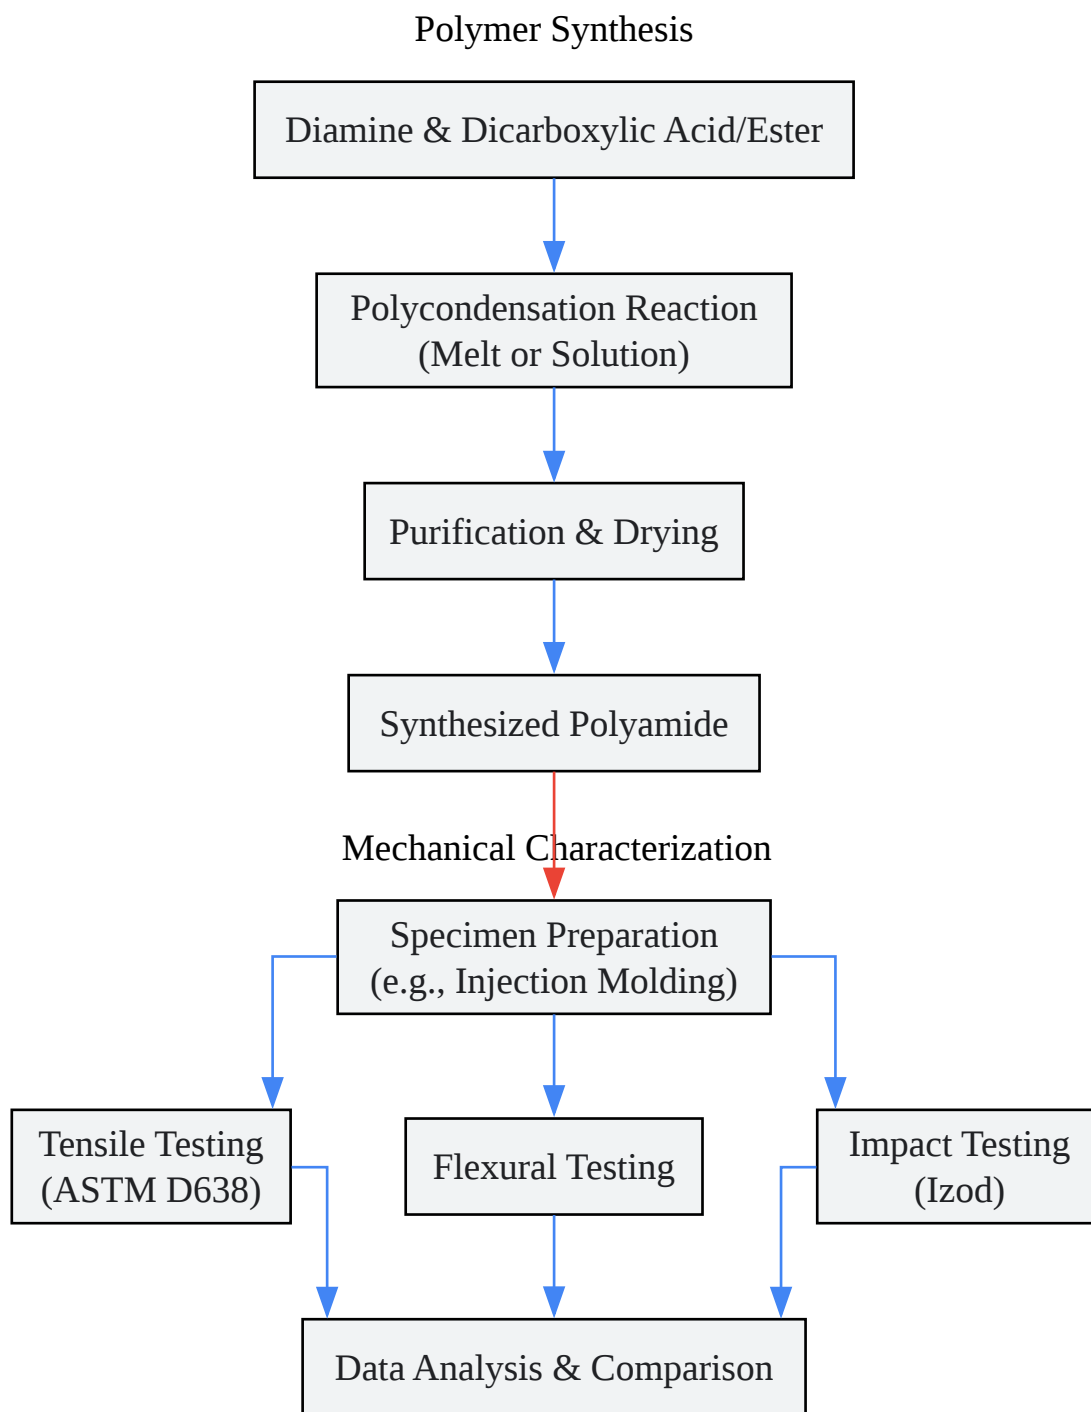 Polymer Synthesis
Diamine & Dicarboxylic Acid/Ester
Polycondensation Reaction
(Melt or Solution)
Purification & Drying
Synthesized Polyamide
Mechanical Characterization
Specimen Preparation
(e.g., Injection Molding)
Tensile Testing
(ASTM D638)
Flexural Testing
Impact Testing
(Izod)
Data Analysis & Comparison